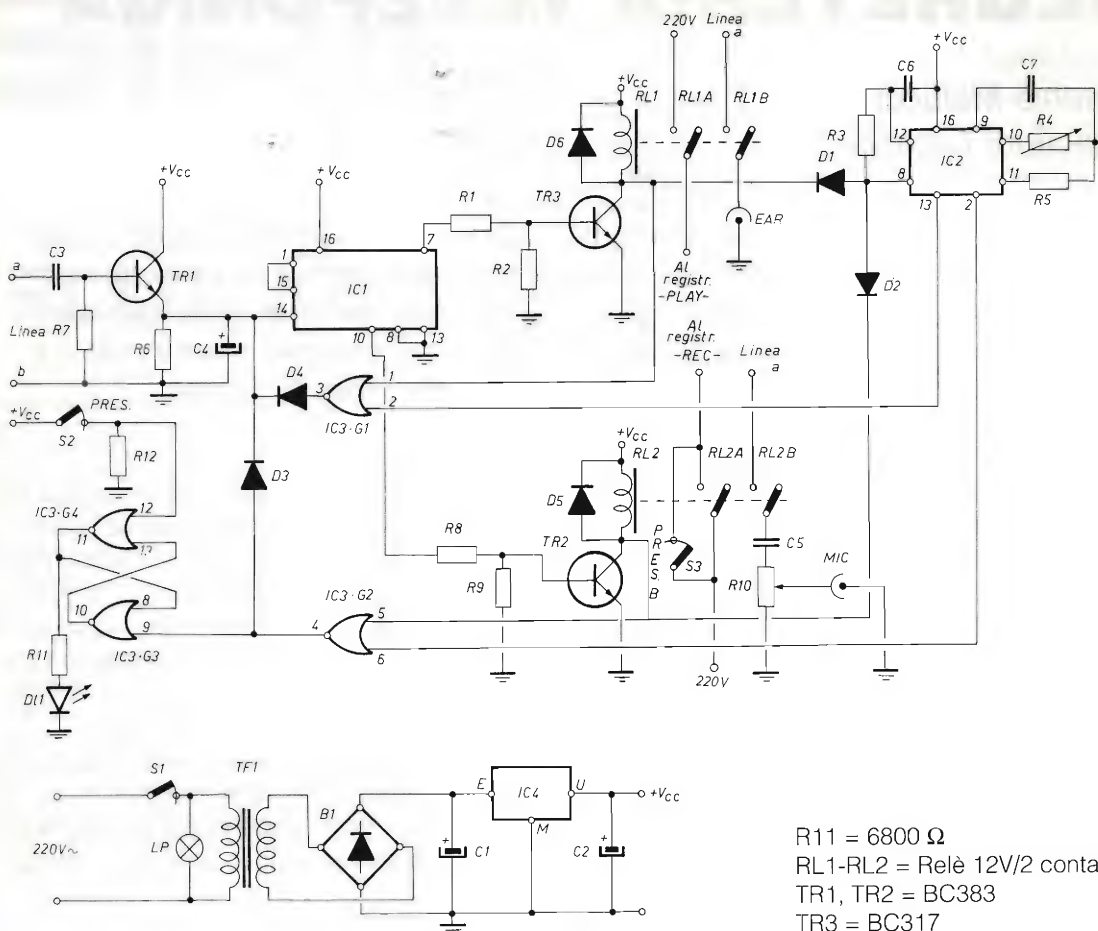 220V Linea a
+Vcc
RL1 RL1A RL1B
D6
TR3
EAR
Al registr. -PLAY-
+Vcc
C6 C7
16 9
R3 12 10 R4
IC2
D1 8 11 R5
13 2
D2
+Vcc
C3
a
TR1
Linea R7
R6 C4
b
+Vcc
16 7
1
15
14
IC1
10 8 13
R1
R2
D4 3 1
2
IC3-G1
+Vcc PRES.
S2
R12
D3
IC3-G4 12
11 13
10 8
9
IC3-G3
R11
Dl1
IC3-G2
4 5
6
R8
R9
+Vcc
RL2 RL2A RL2B
D5
TR2
Al registr. -REC-
Linea a
PRES. B
S3
220V
C5
R10
MIC
S1 TF1
220V~
LP
B1
E IC4 U
M
C1 C2
+Vcc
R11 = 6800 Ω
RL1-RL2 = Relè 12V/2 conta
TR1, TR2 = BC383
TR3 = BC317